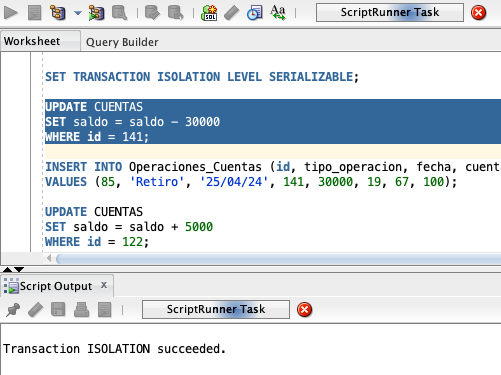 ScriptRunner Task
Worksheet Query Builder
SET TRANSACTION ISOLATION LEVEL SERIALIZABLE;
UPDATE CUENTAS
SET saldo = saldo - 30000
WHERE id = 141;
INSERT INTO Operaciones_Cuentas (id, tipo_operacion, fecha, cuent
VALUES (85, 'Retiro', '25/04/24', 141, 30000, 19, 67, 100);
UPDATE CUENTAS
SET saldo = saldo + 5000
WHERE id = 122;
Script Output x
ScriptRunner Task
Transaction ISOLATION succeeded.